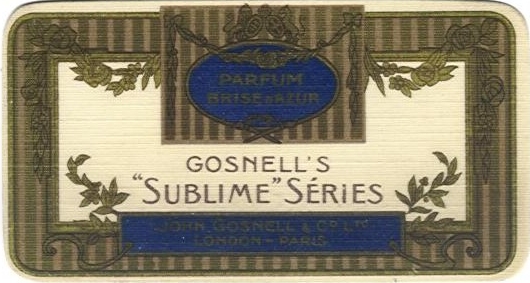 PARFUM
BRISE D'AZUR
GOSNELL'S
"SUBLIME" SÉRIES
JOHN GOSNELL & Co LTD
LONDON – PARIS